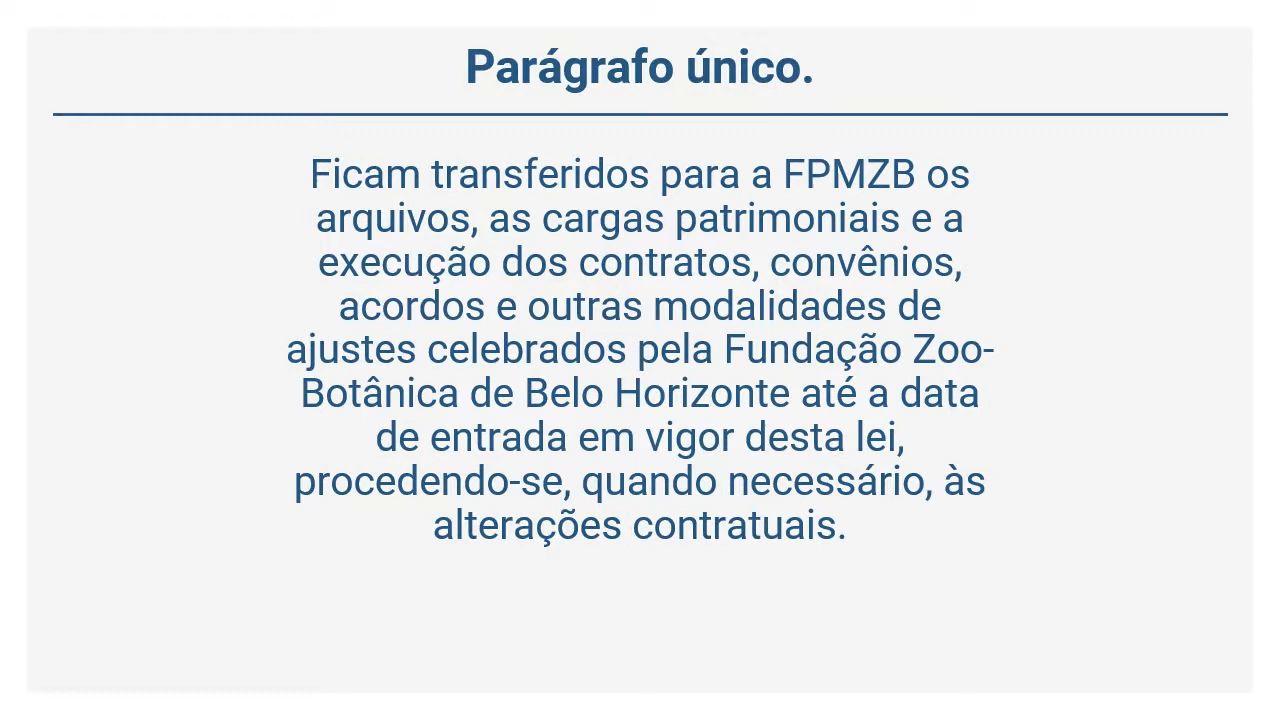 Parágrafo único.
Ficam transferidos para a FPMZB os
arquivos, as cargas patrimoniais e a
execução dos contratos, convênios,
acordos e outras modalidades de
ajustes celebrados pela Fundação Zoo-
Botânica de Belo Horizonte até a data
de entrada em vigor desta lei,
procedendo-se, quando necessário, às
alterações contratuais.